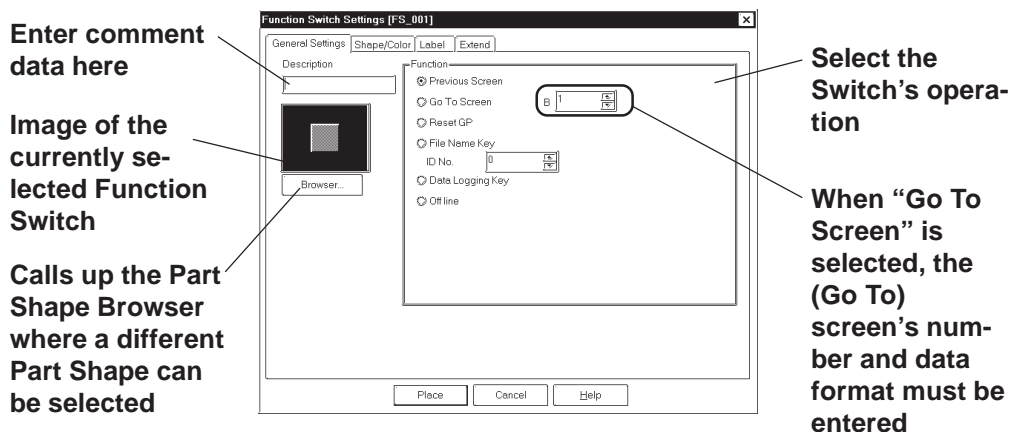 Enter comment
data here
Image of the
currently se-
lected Function
Switch
Calls up the Part
Shape Browser
where a different
Part Shape can
be selected
Function Switch Settings [FS_001]
General Settings Shape/Color Label Extend
Description
Browser...
Function
Previous Screen
Go To Screen B 1
Reset GP
File Name Key
ID No. 0
Data Logging Key
Off line
Place Cancel Help
Select the
Switch’s opera-
tion
When “Go To
Screen” is
selected, the
(Go To)
screen’s num-
ber and data
format must be
entered